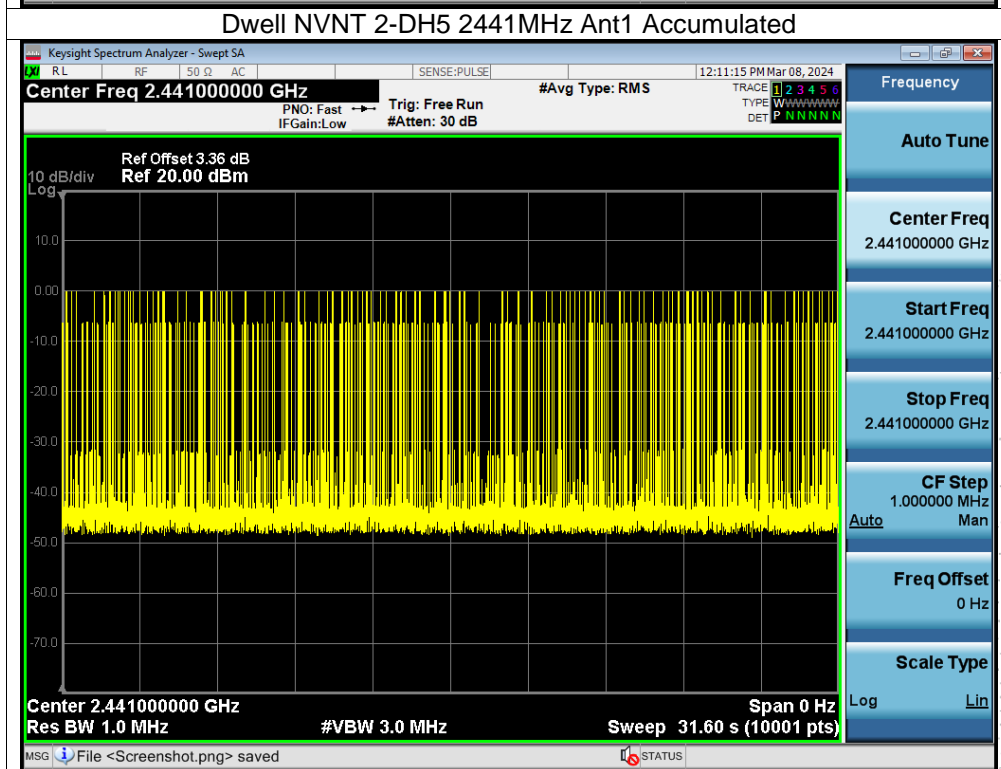 Dwell NVNT 2-DH5 2441MHz Ant1 Accumulated
Keysight Spectrum Analyzer - Swept SA
LXI RL RF 50 Ω AC SENSE:PULSE 12:11:15 PM Mar 08, 2024
Center Freq 2.441000000 GHz #Avg Type: RMS TRACE 1 2 3 4 5 6
PNO: Fast Trig: Free Run TYPE W W W W W W
IFGain:Low #Atten: 30 dB DET P N N N N N
Ref Offset 3.36 dB
10 dB/div Ref 20.00 dBm
Log
10.0
0.00
-10.0
-20.0
-30.0
-40.0
-50.0
-60.0
-70.0
Center 2.441000000 GHz Span 0 Hz
Res BW 1.0 MHz #VBW 3.0 MHz Sweep 31.60 s (10001 pts)
MSG File <Screenshot.png> saved STATUS
Frequency
Auto Tune
Center Freq
2.441000000 GHz
Start Freq
2.441000000 GHz
Stop Freq
2.441000000 GHz
CF Step
1.000000 MHz
Auto Man
Freq Offset
0 Hz
Scale Type
Log Lin